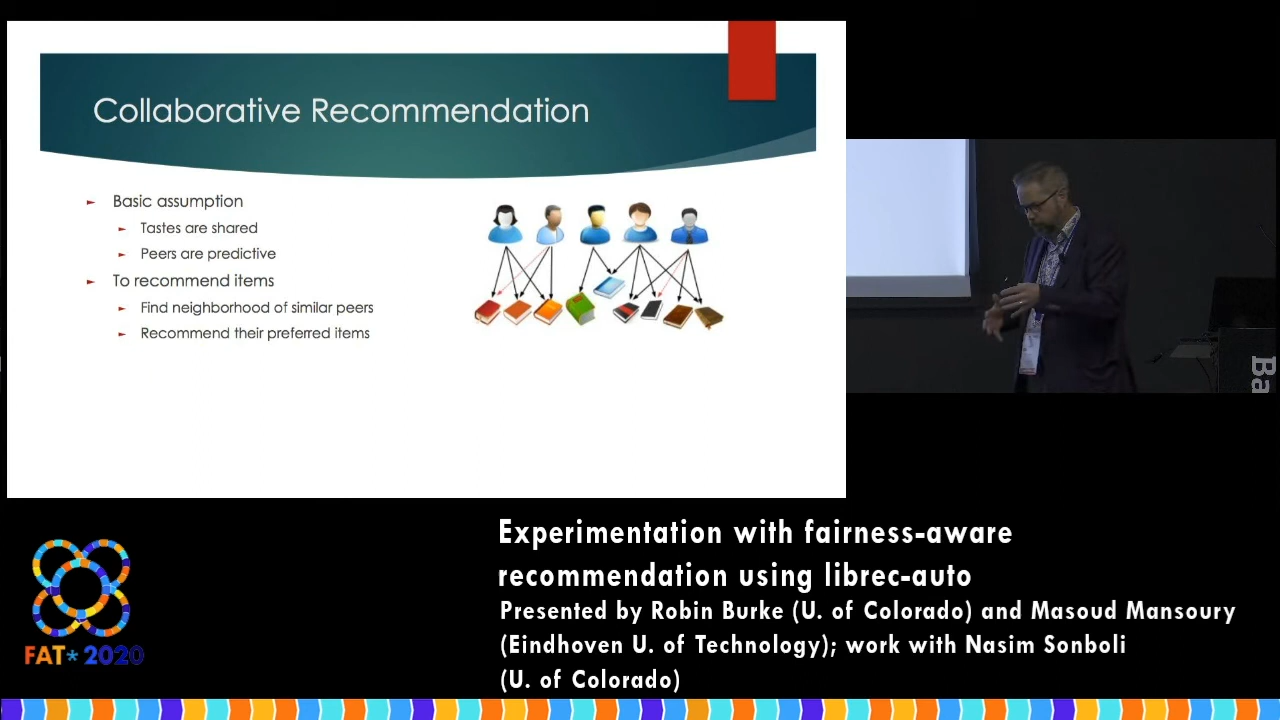 Collaborative Recommendation
► Basic assumption
► Tastes are shared
► Peers are predictive
► To recommend items
► Find neighborhood of similar peers
► Recommend their preferred items
Ba
Experimentation with fairness-aware
recommendation using librec-auto
Presented by Robin Burke (U. of Colorado) and Masoud Mansoury
(Eindhoven U. of Technology); work with Nasim Sonboli
(U. of Colorado)
FAT* 2020